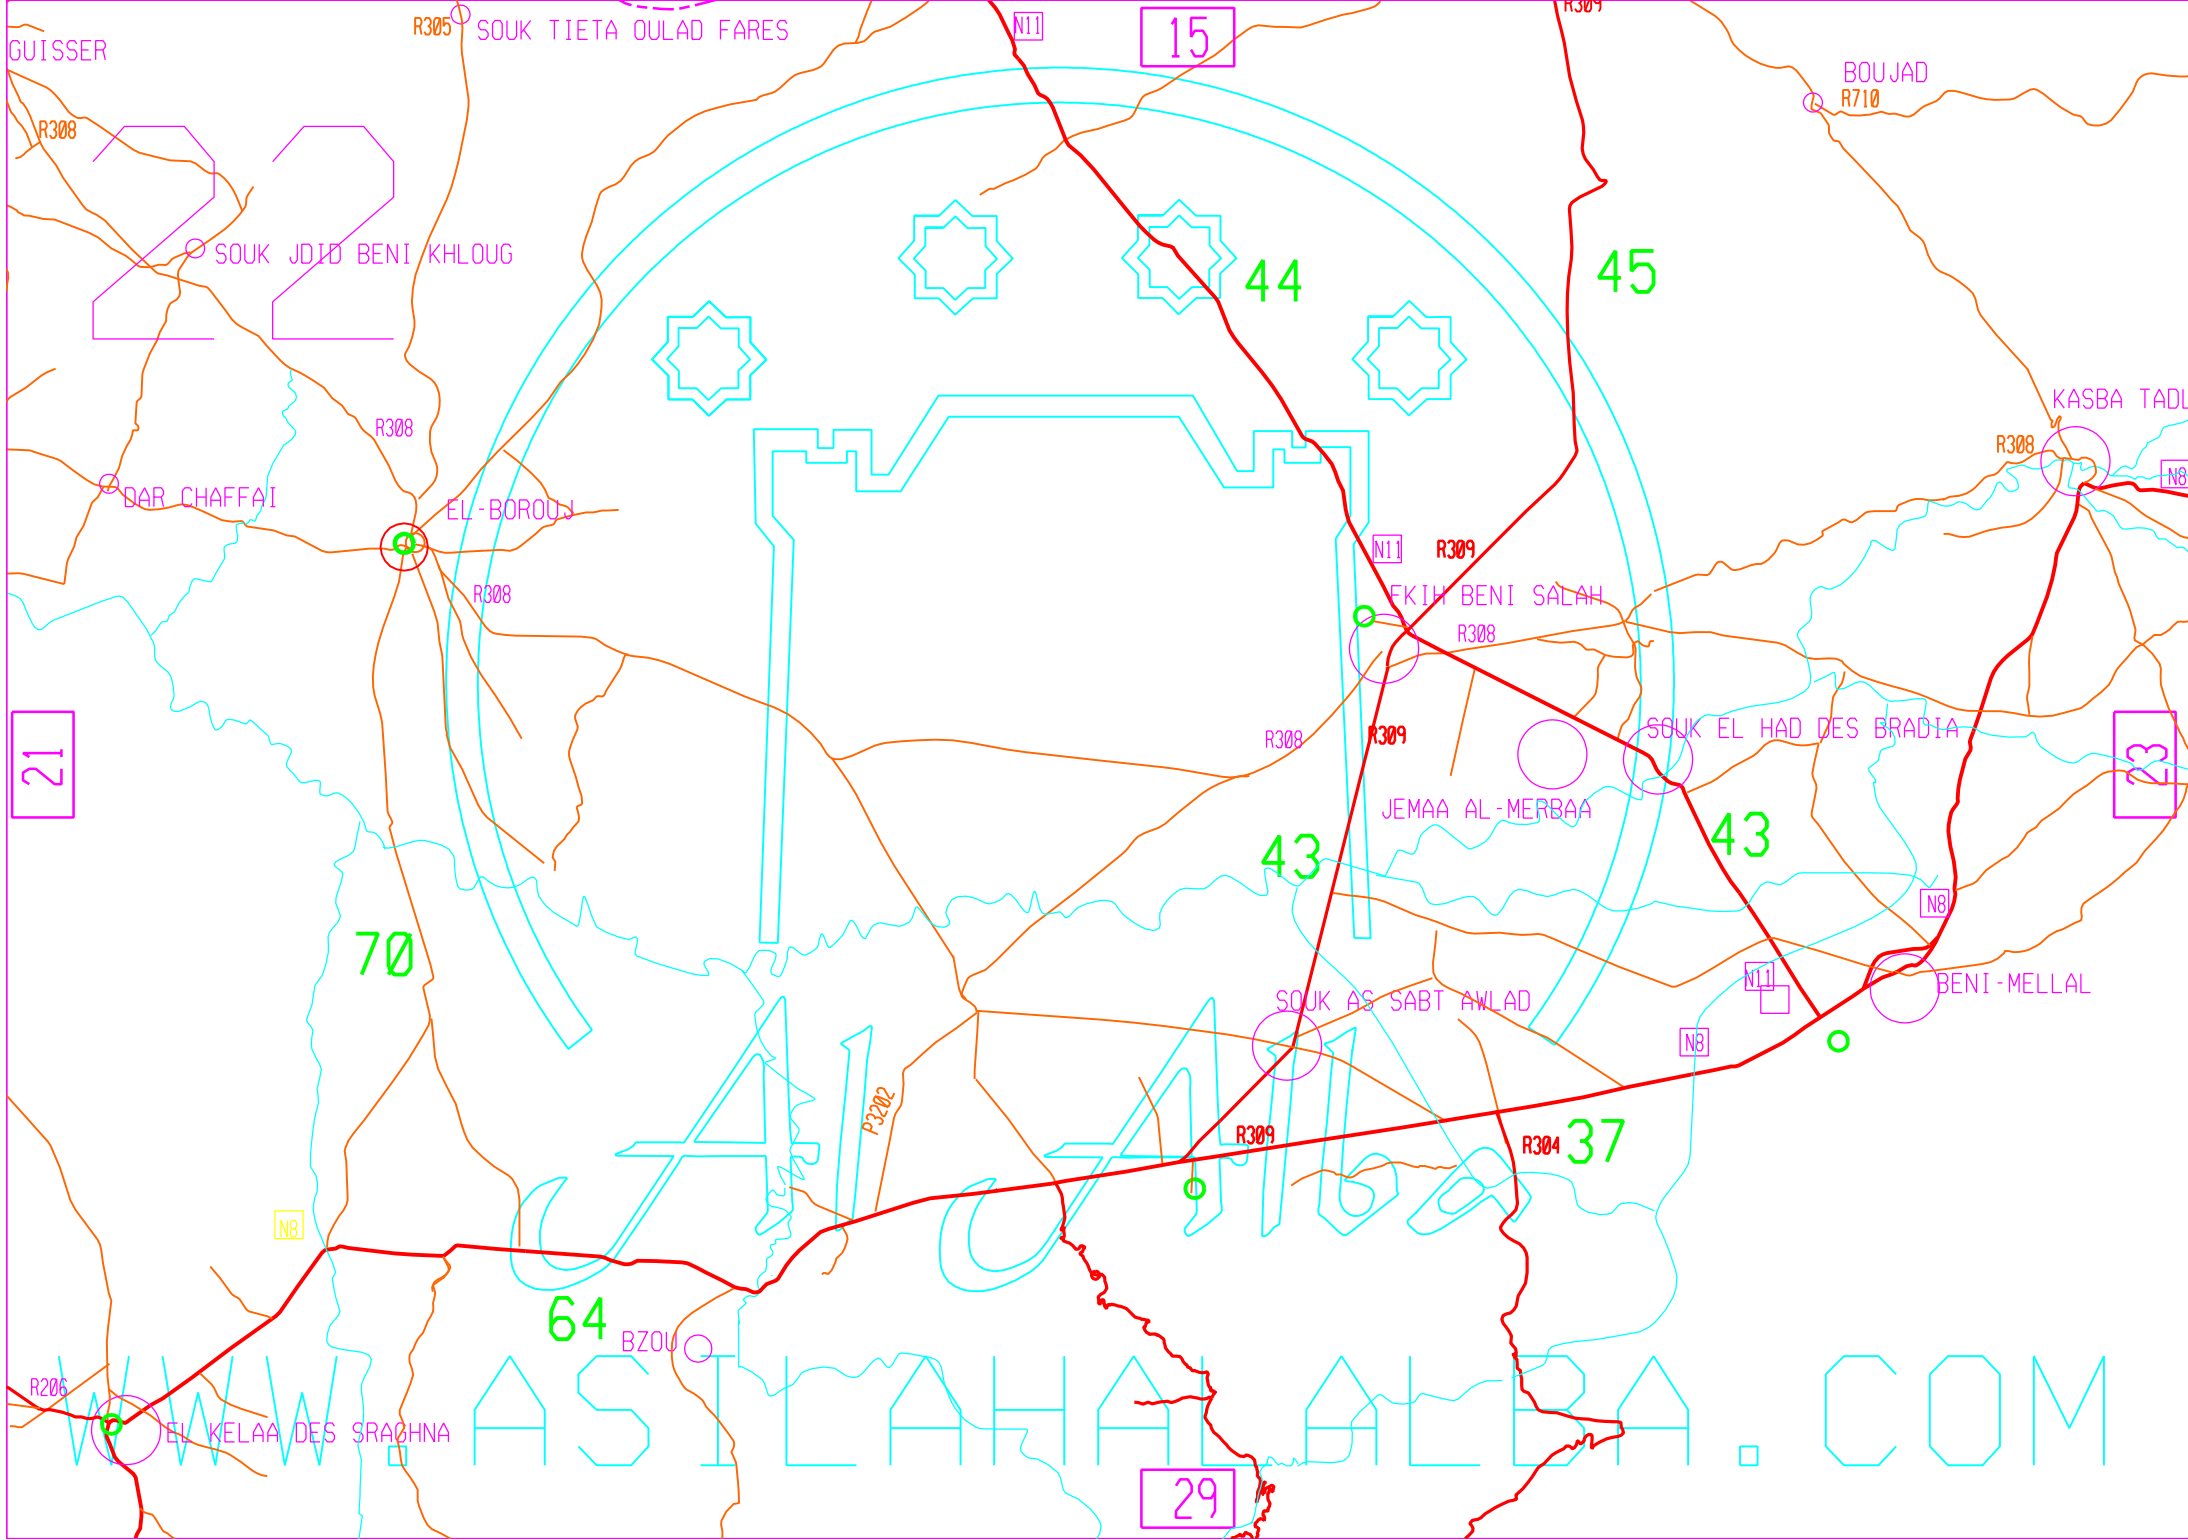 R309
R305
SOUK TIETA OULAD FARES
N11
15
GUISSER
BOUJAD
R710
R308
22
SOUK JDID BENI KHLOUG
44
45
KASBA TADL
R308
R308
N8
DAR CHAFFAI
EL-BOROUJ
N11
R309
R308
FKIH BENI SALAH
R308
21
R308
R309
SOUK EL HAD DES BRADIA
23
JEMAA AL-MERBAA
43
43
N8
70
N11
BENI-MELLAL
SOUK AS SABT AWLAD
N8
P3202
R309
R304
37
N8
64
BZOU
R206
EL KELAA DES SRAGHNA
WWW.ASILAHALALBA.COM
29